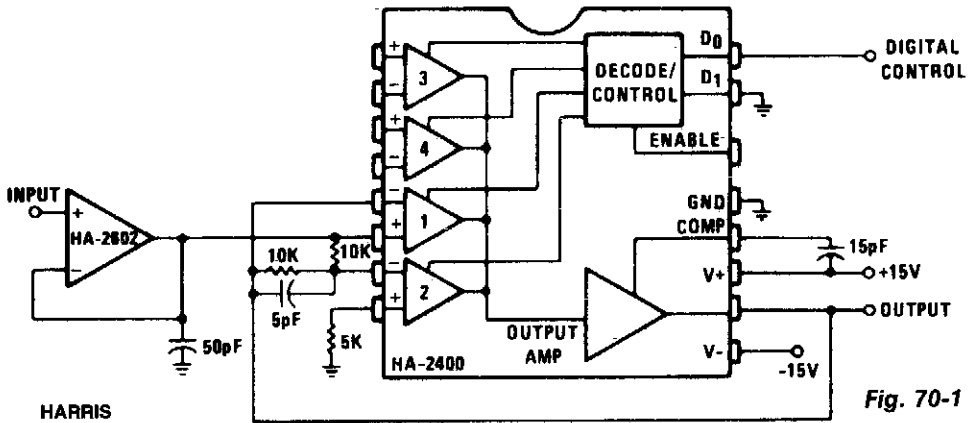 +
-
3
+
-
4
-
+
1
-
+
2
DECODE/
CONTROL
D0
D1
ENABLE
GND
COMP
V+
V-
DIGITAL
CONTROL
INPUT
+
HA-2602
-
50pF
10K
10K
5pF
5K
OUTPUT
AMP
HA-2400
15pF
+15V
OUTPUT
-15V
HARRIS
Fig. 70-1